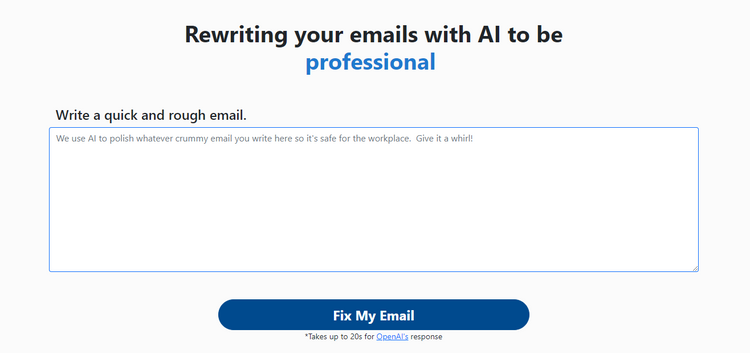 Rewriting your emails with AI to be
professional
Write a quick and rough email.
We use AI to polish whatever crummy email you write here so it's safe for the workplace.  Give it a whirl!
Fix My Email
*Takes up to 20s for OpenAI's response